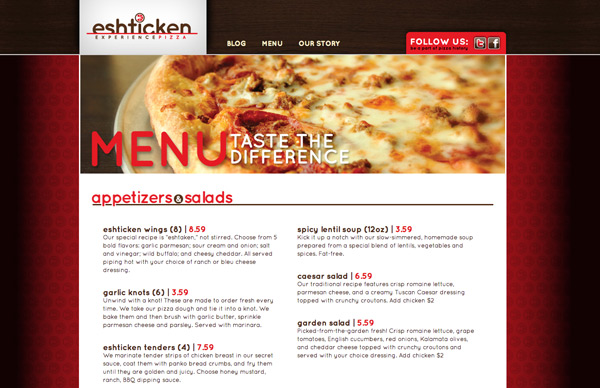 eshticken
EXPERIENCEPIZZA
BLOG MENU OUR STORY
FOLLOW US:
be a part of pizza history
MENU TASTE THE
DIFFERENCE
appetizers&salads
eshticken wings (8) | 8.59
Our special recipe is "eshtaken," not stirred. Choose from 5
bold flavors: garlic parmesan; sour cream and onion; salt
and vinegar; wild buffalo; and cheesy cheddar. All served
piping hot with your choice of ranch or bleu cheese
dressing.
garlic knots (6) | 3.59
Unwind with a knot! These are made to order fresh every
time. We take our pizza dough and tie it into a knot. We
bake them and then brush with garlic butter, sprinkle
parmesan cheese and parsley. Served with marinara.
eshticken tenders (4) | 7.59
We marinate tender strips of chicken breast in our secret
sauce, coat them with panko bread crumbs, and fry them
until they are golden and juicy. Choose honey mustard,
ranch, BBQ dipping sauce.
spicy lentil soup (12oz) | 3.59
Kick it up a notch with our slow-simmered, homemade soup
prepared from a special blend of lentils, vegetables and
spices. Fat-free.
caesar salad | 6.59
Our traditional recipe features crisp romaine lettuce,
parmesan cheese, and a creamy Tuscan Caesar dressing
topped with crunchy croutons. Add chicken $2
garden salad | 5.59
Picked-from-the-garden fresh! Crisp romaine lettuce, grape
tomatoes, English cucumbers, red onions, Kalamata olives,
and cheddar cheese topped with crunchy croutons and
served with your choice dressing. Add chicken $2